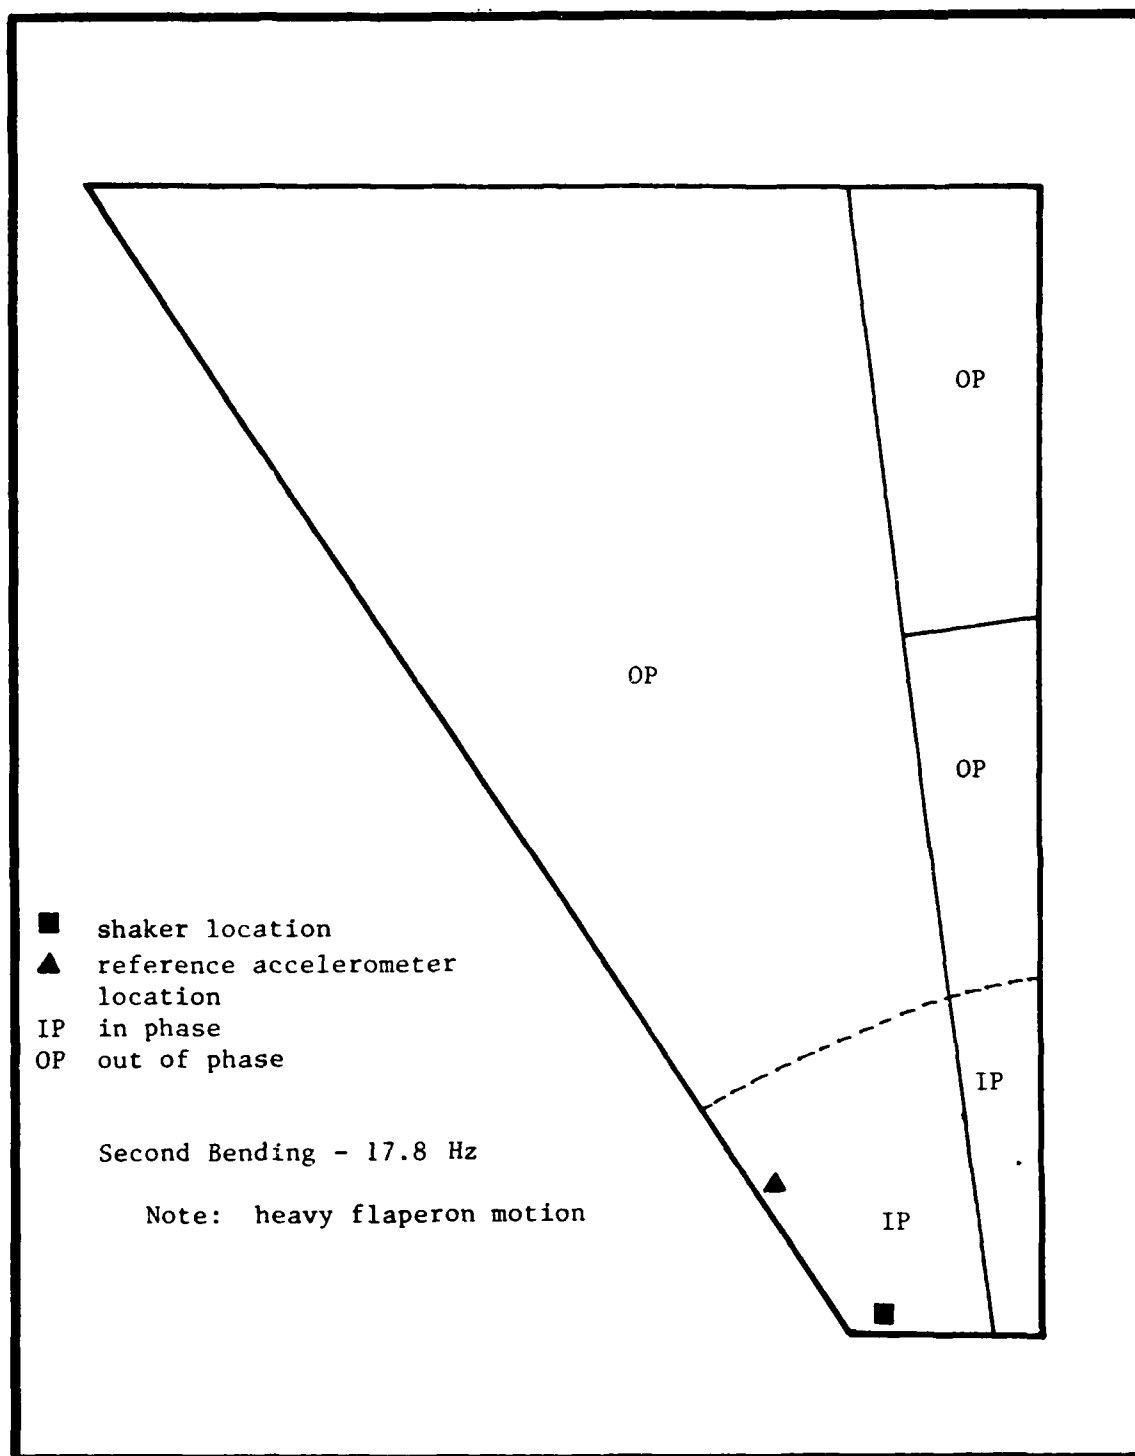 OP
OP
OP
■ shaker location
▲ reference accelerometer
location
IP in phase
OP out of phase
IP
Second Bending - 17.8 Hz
Note: heavy flaperon motion
IP